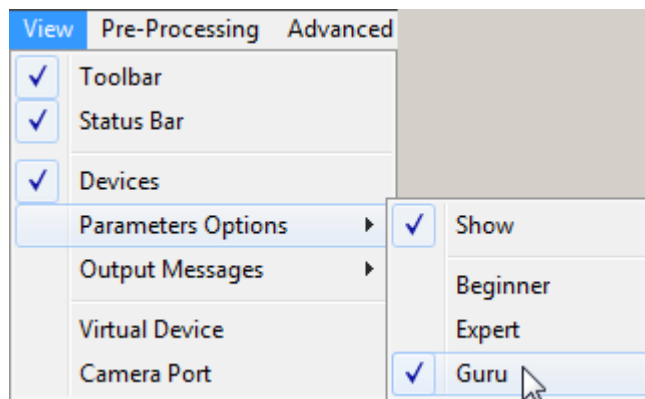 View Pre-Processing Advanced
Toolbar
Status Bar
Devices
Parameters Options
Show
Output Messages
Beginner
Virtual Device
Expert
Camera Port
Guru